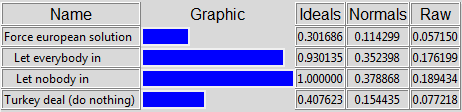 Name Graphic Ideals Normals Raw
Force european solution 0.301686 0.114299 0.057150
Let everybody in 0.930135 0.352398 0.176199
Let nobody in 1.000000 0.378868 0.189434
Turkey deal (do nothing) 0.407623 0.154435 0.077218